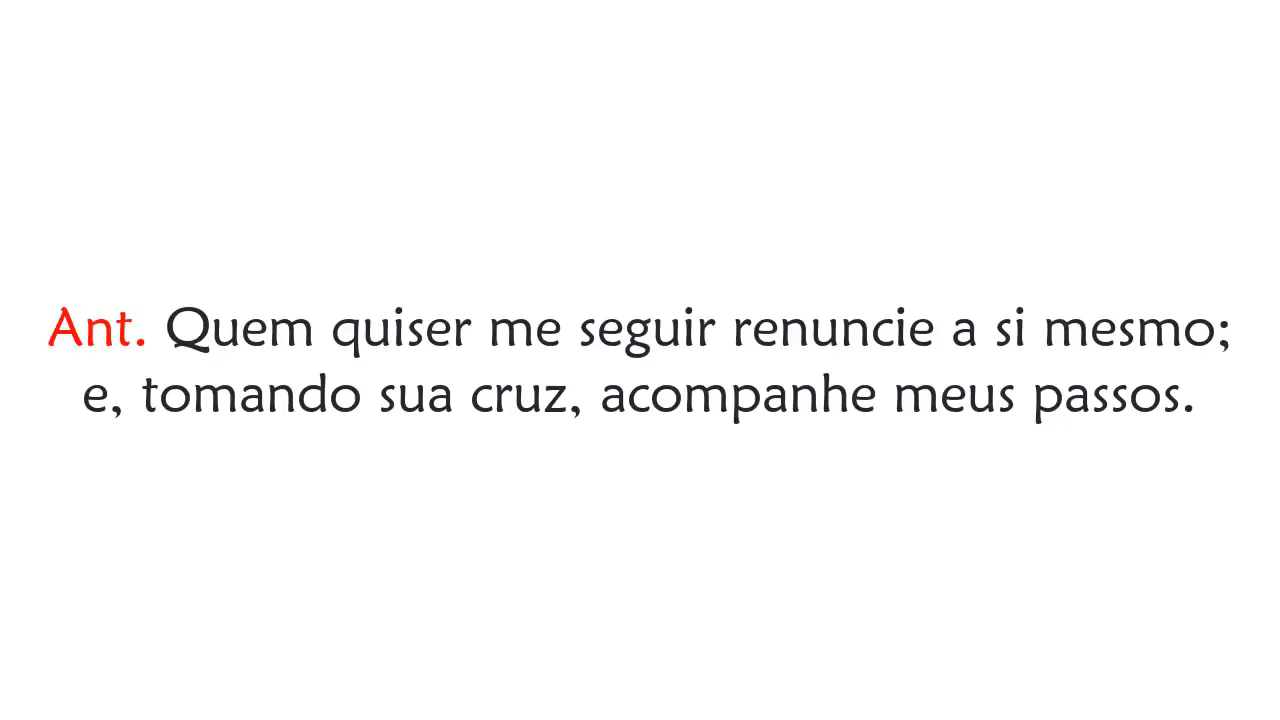 Ant. Quem quiser me seguir renuncie a si mesmo;
e, tomando sua cruz, acompanhe meus passos.